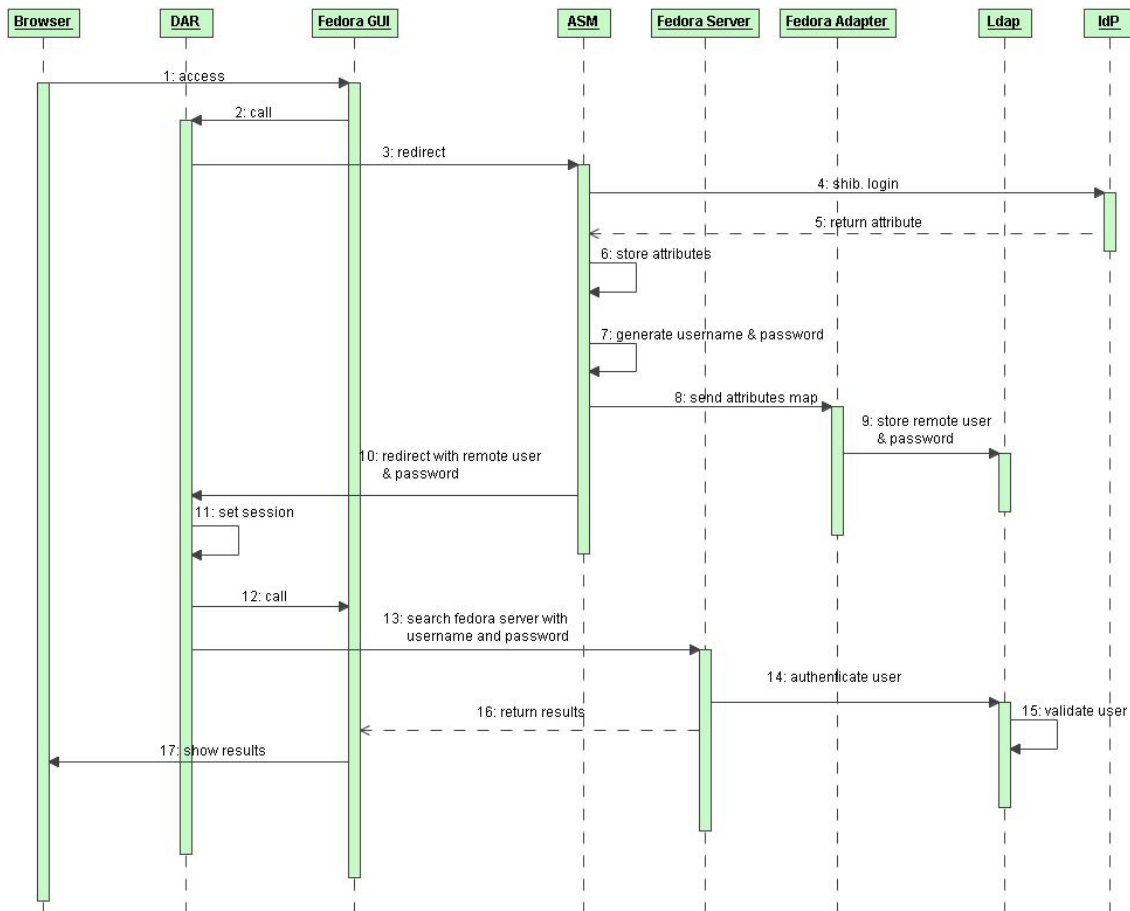 Browser
DAR
Fedora GUI
ASM
Fedora Server
Fedora Adapter
Ldap
IdP
1: access
2: call
3: redirect
4: shib. login
5: return attribute
6: store attributes
7: generate username & password
8: send attributes map
9: store remote user
& password
10: redirect with remote user
& password
11: set session
12: call
13: search fedora server with
username and password
14: authenticate user
15: validate user
16: return results
17: show results